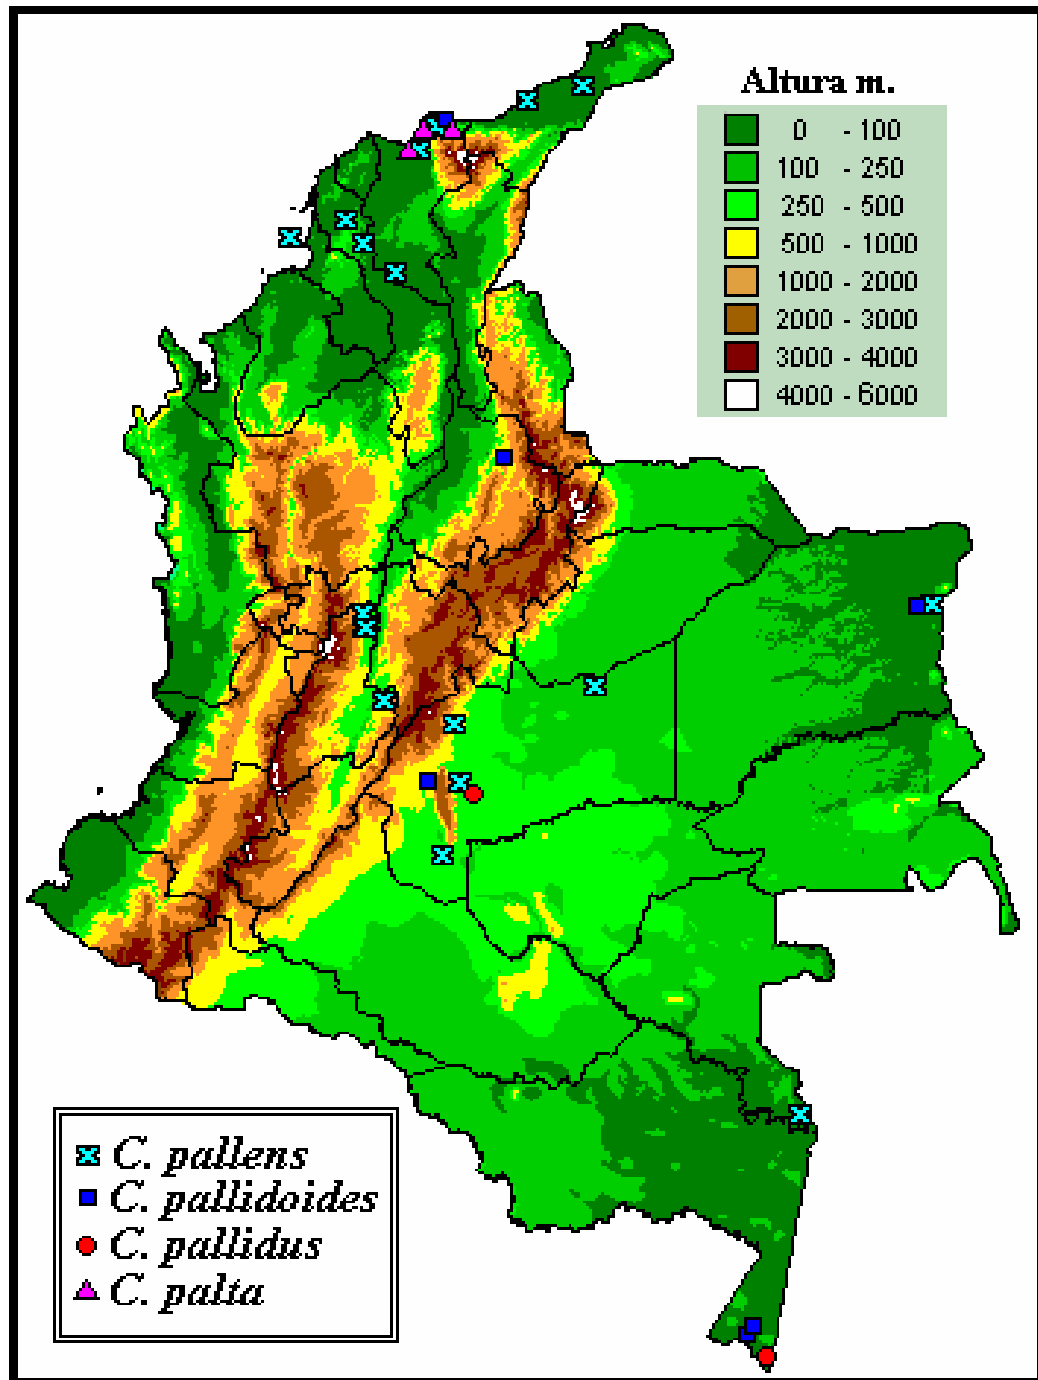 Altura m.
0 - 100
100 - 250
250 - 500
500 - 1000
1000 - 2000
2000 - 3000
3000 - 4000
4000 - 6000
C. pallens
C. pallidoides
C. pallidus
C. palta